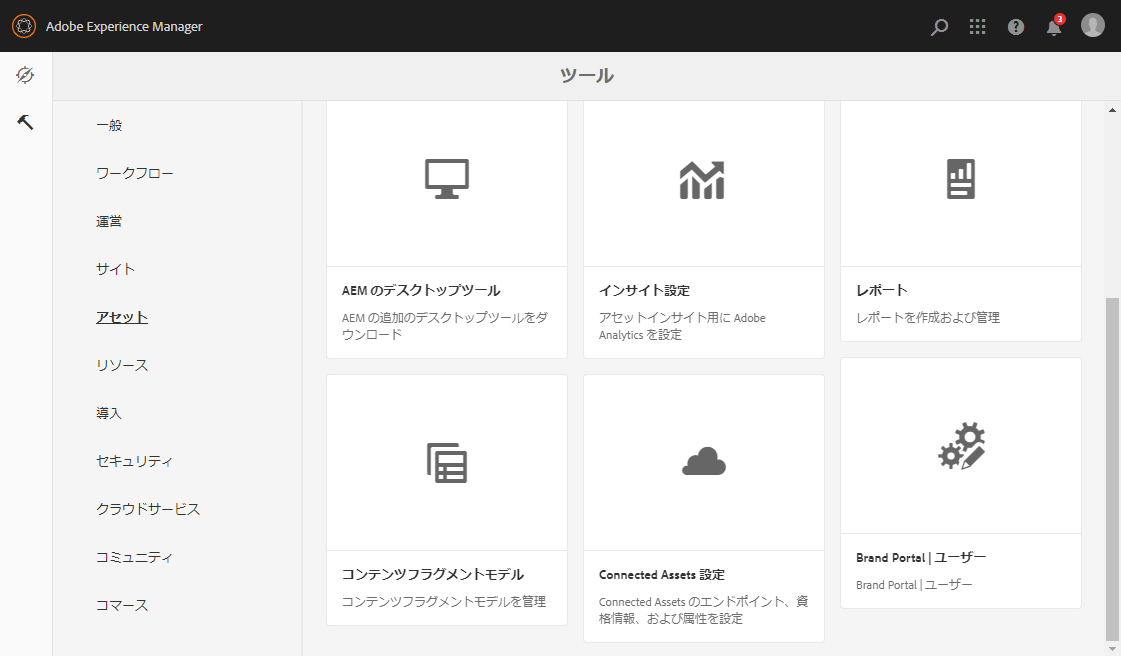 Adobe Experience Manager
3
ツール
一般
ワークフロー
運営
サイト
アセット
リソース
導入
セキュリティ
クラウドサービス
コミュニティ
コマース
AEM のデスクトップツール
AEM の追加のデスクトップツールをダ
ウンロード
インサイト設定
アセットインサイト用に Adobe
Analytics を設定
レポート
レポートを作成および管理
コンテンツフラグメントモデル
コンテンツフラグメントモデルを管理
Connected Assets 設定
Connected Assets のエンドポイント、資
格情報、および属性を設定
Brand Portal | ユーザー
Brand Portal | ユーザー